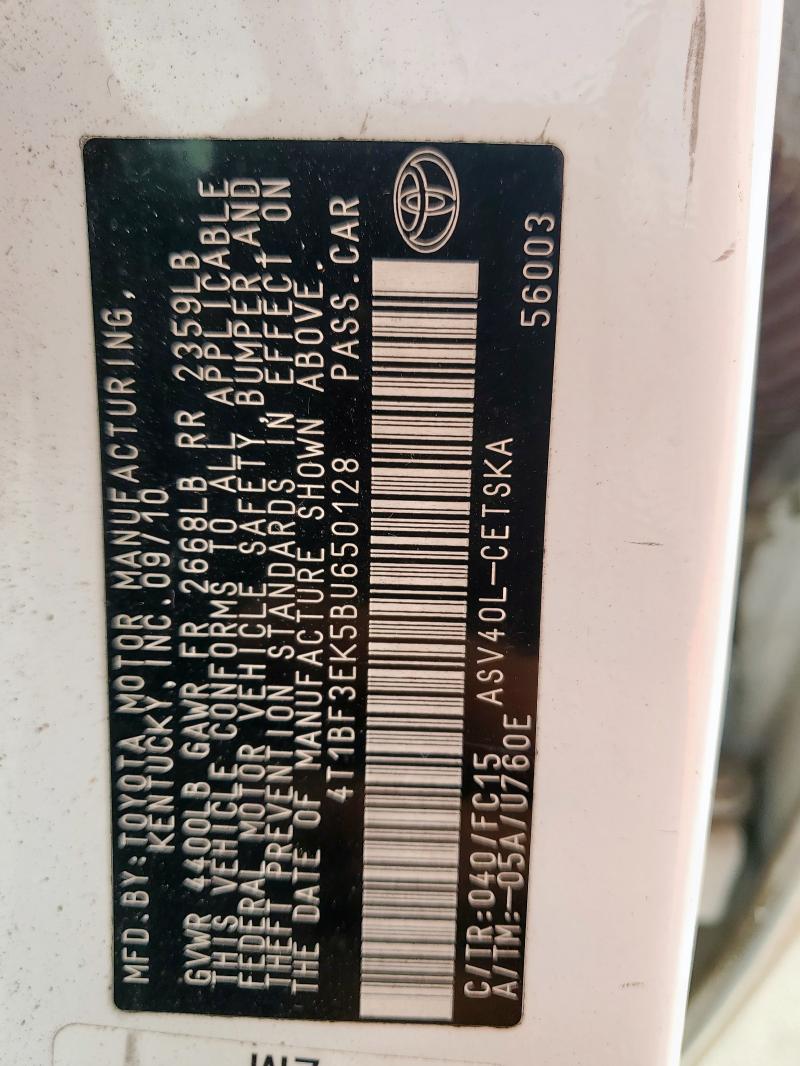 MFD.BY:TOYOTA MOTOR MANUFACTURING,
KENTUCKY, INC.09/10
GVWR 4400LB GAWR FR 2668LB RR 2359LB
THIS VEHICLE CONFORMS TO ALL APPLICABLE
FEDERAL MOTOR VEHICLE SAFETY, BUMPER, AND
THEFT PREVENTION STANDARDS IN EFFECT ON
THE DATE OF MANUFACTURE SHOWN ABOVE.
4T1BF3EK5BU650128 PASS.CAR
C/TR:040/FC15 ASV40L-CETSKA
A/TM:-05A/U760E
56003